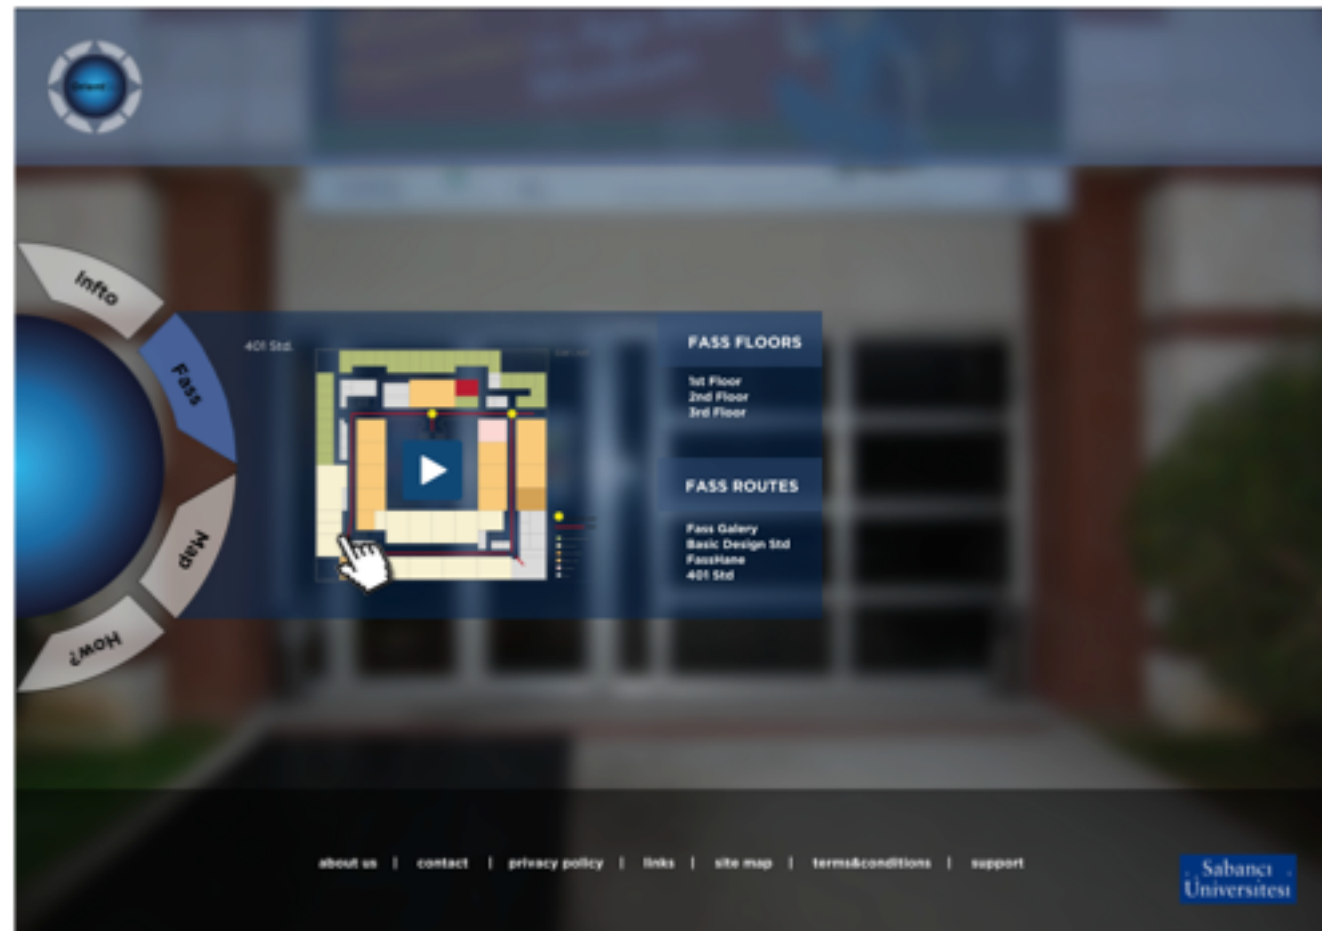 Infto
Fass
Map
How?
401 Std.
FASS FLOORS
1st Floor
2nd Floor
3rd Floor
FASS ROUTES
Fass Galery
Basic Design Std
FassHane
401 Std
about us | contact | privacy policy | links | site map | terms&conditions | support
Sabancı
Üniversitesi